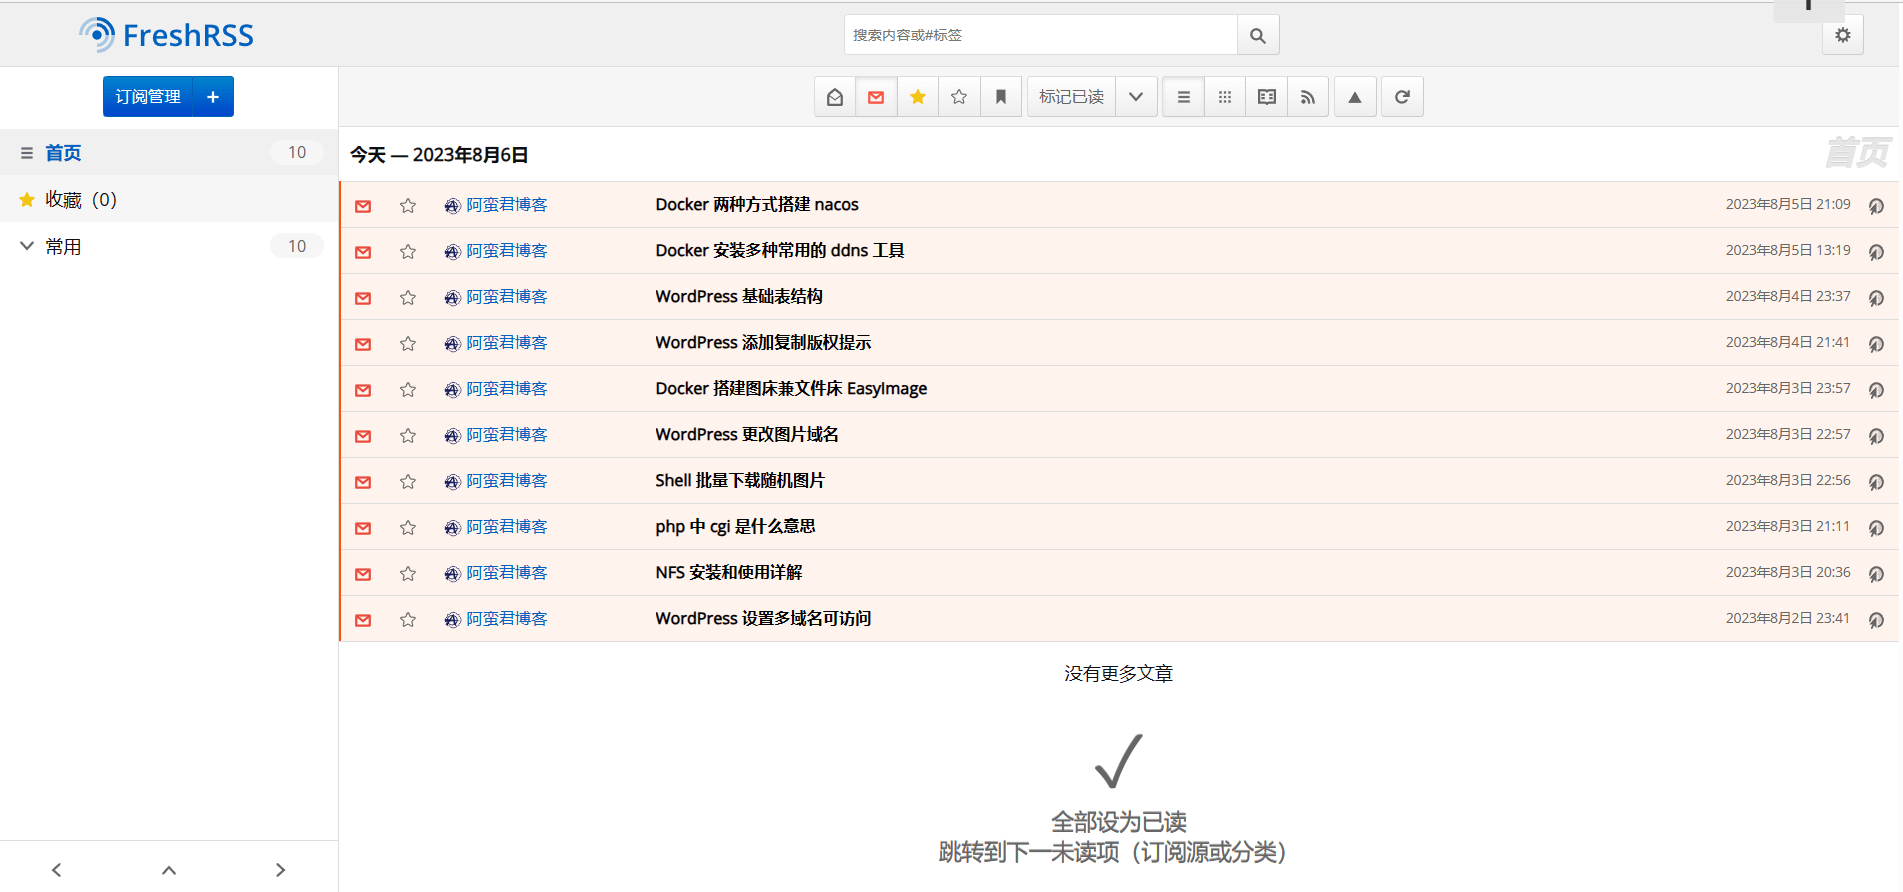 FreshRSS
搜索内容或#标签
订阅管理
标记已读
首页 10
收藏（0）
常用 10
今天 — 2023年8月6日
首页
阿蛮君博客 Docker 两种方式搭建 nacos 2023年8月5日 21:09
阿蛮君博客 Docker 安装多种常用的 ddns 工具 2023年8月5日 13:19
阿蛮君博客 WordPress 基础表结构 2023年8月4日 23:37
阿蛮君博客 WordPress 添加复制版权提示 2023年8月4日 21:41
阿蛮君博客 Docker 搭建图床兼文件床 EasyImage 2023年8月3日 23:57
阿蛮君博客 WordPress 更改图片域名 2023年8月3日 22:57
阿蛮君博客 Shell 批量下载随机图片 2023年8月3日 22:56
阿蛮君博客 php 中 cgi 是什么意思 2023年8月3日 21:11
阿蛮君博客 NFS 安装和使用详解 2023年8月3日 20:36
阿蛮君博客 WordPress 设置多域名可访问 2023年8月2日 23:41
没有更多文章
全部设为已读
跳转到下一未读项（订阅源或分类）